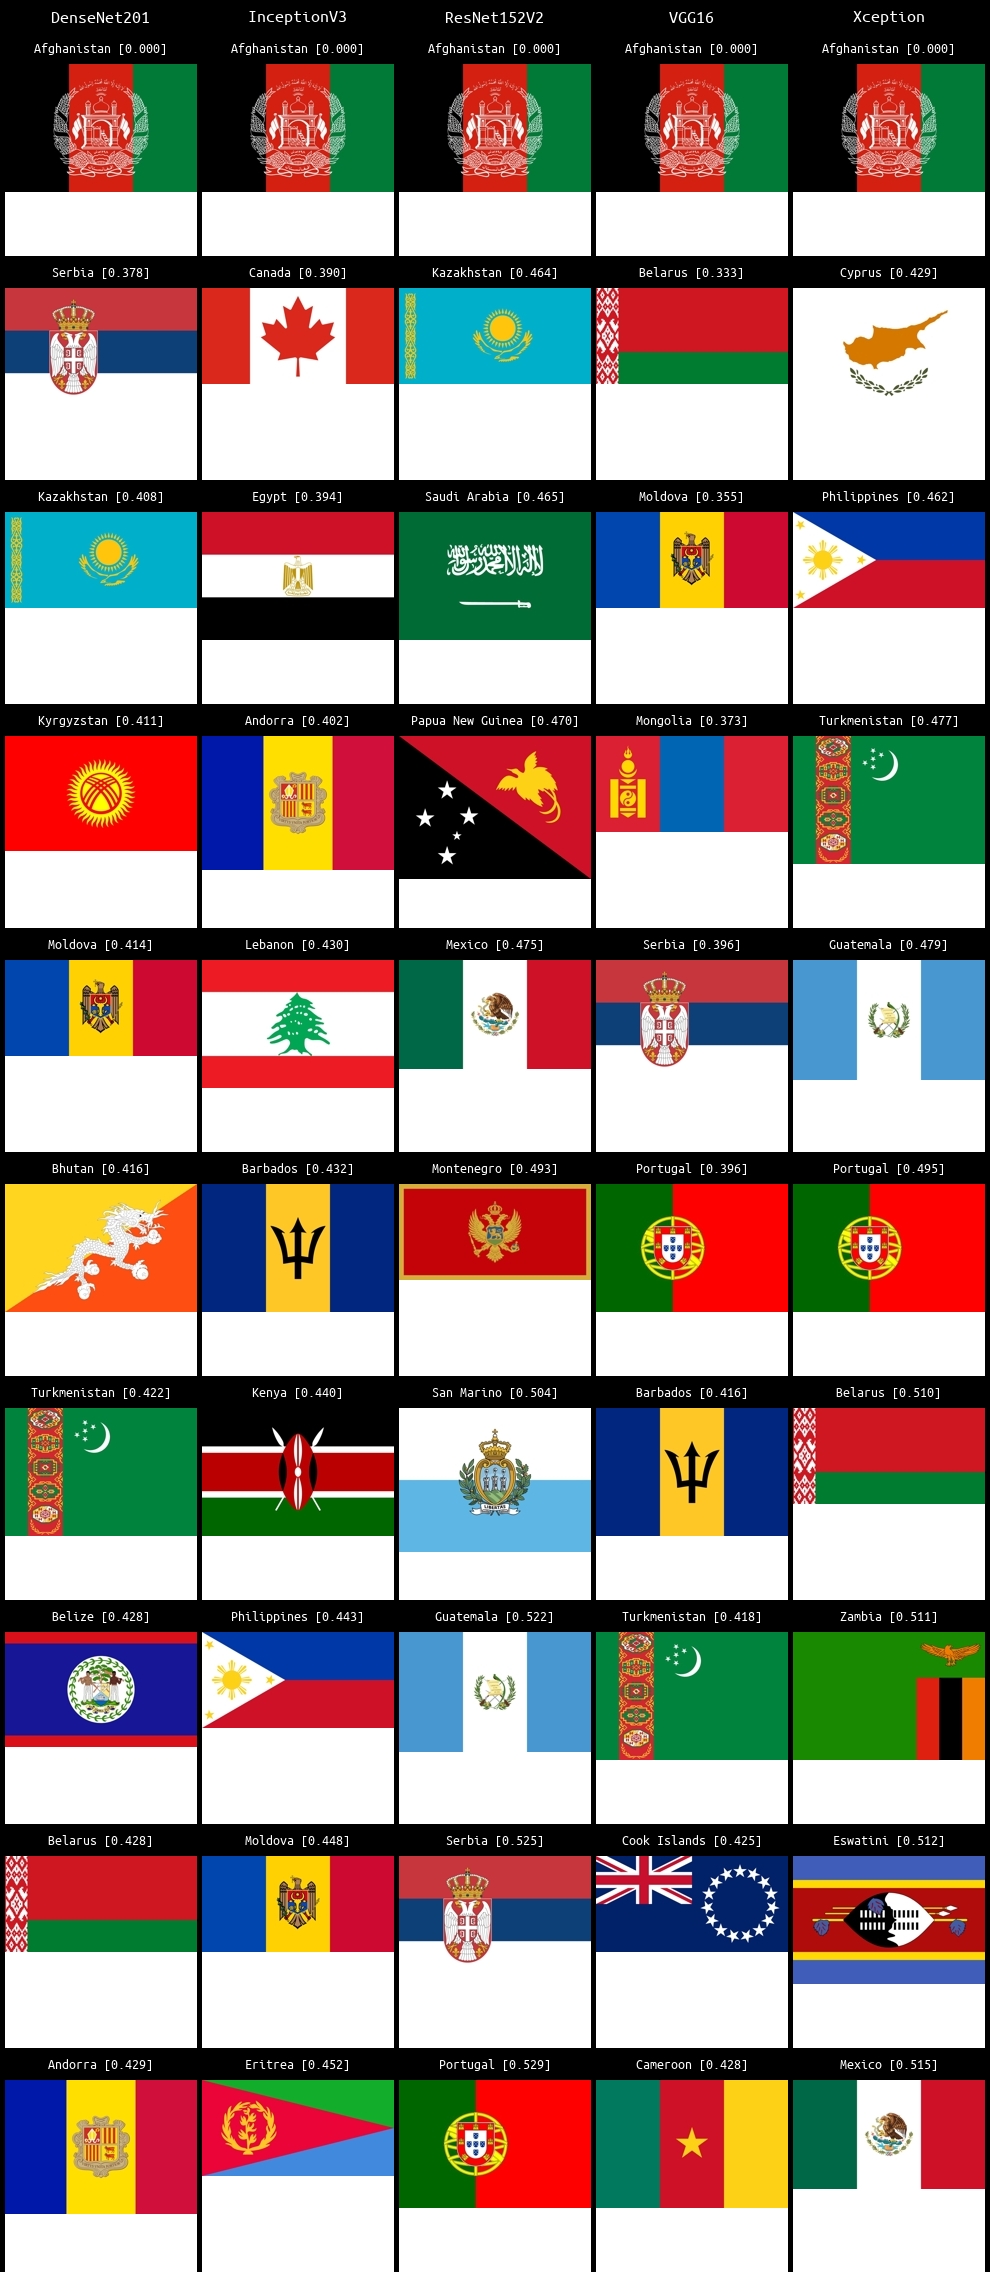 DenseNet201 InceptionV3 ResNet152V2 VGG16 Xception
Afghanistan [0.000] Afghanistan [0.000] Afghanistan [0.000] Afghanistan [0.000] Afghanistan [0.000]
Serbia [0.378] Canada [0.390] Kazakhstan [0.464] Belarus [0.333] Cyprus [0.429]
Kazakhstan [0.408] Egypt [0.394] Saudi Arabia [0.465] Moldova [0.355] Philippines [0.462]
Kyrgyzstan [0.411] Andorra [0.402] Papua New Guinea [0.470] Mongolia [0.373] Turkmenistan [0.477]
Moldova [0.414] Lebanon [0.430] Mexico [0.475] Serbia [0.396] Guatemala [0.479]
Bhutan [0.416] Barbados [0.432] Montenegro [0.493] Portugal [0.396] Portugal [0.495]
Turkmenistan [0.422] Kenya [0.440] San Marino [0.504] Barbados [0.416] Belarus [0.510]
LIBERTAS
Belize [0.428] Philippines [0.443] Guatemala [0.522] Turkmenistan [0.418] Zambia [0.511]
Belarus [0.428] Moldova [0.448] Serbia [0.525] Cook Islands [0.425] Eswatini [0.512]
Andorra [0.429] Eritrea [0.452] Portugal [0.529] Cameroon [0.428] Mexico [0.515]